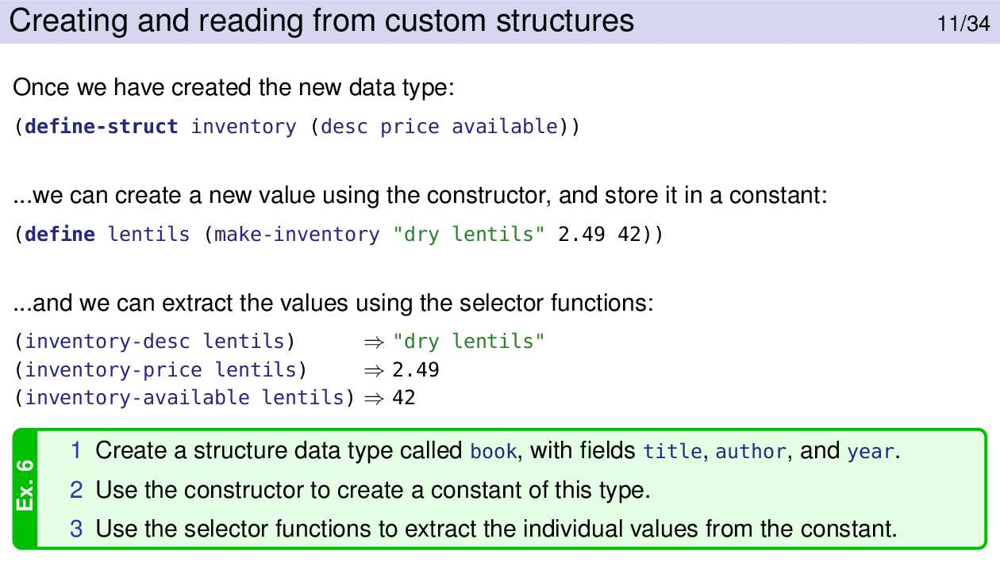 Creating and reading from custom structures 11/34
Once we have created the new data type:
(define-struct inventory (desc price available))
...we can create a new value using the constructor, and store it in a constant:
(define lentils (make-inventory "dry lentils" 2.49 42))
...and we can extract the values using the selector functions:
(inventory-desc lentils) ⇒ "dry lentils"
(inventory-price lentils) ⇒ 2.49
(inventory-available lentils) ⇒ 42
Ex. 6
1 Create a structure data type called book, with fields title, author, and year.
2 Use the constructor to create a constant of this type.
3 Use the selector functions to extract the individual values from the constant.